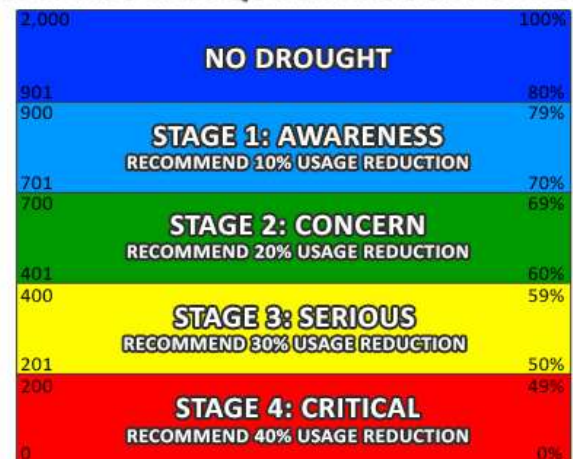 2,000 100%
NO DROUGHT
901 80%
900 79%
STAGE 1: AWARENESS
RECOMMEND 10% USAGE REDUCTION
701 70%
700 69%
STAGE 2: CONCERN
RECOMMEND 20% USAGE REDUCTION
401 60%
400 59%
STAGE 3: SERIOUS
RECOMMEND 30% USAGE REDUCTION
201 50%
200 49%
STAGE 4: CRITICAL
RECOMMEND 40% USAGE REDUCTION
0 0%